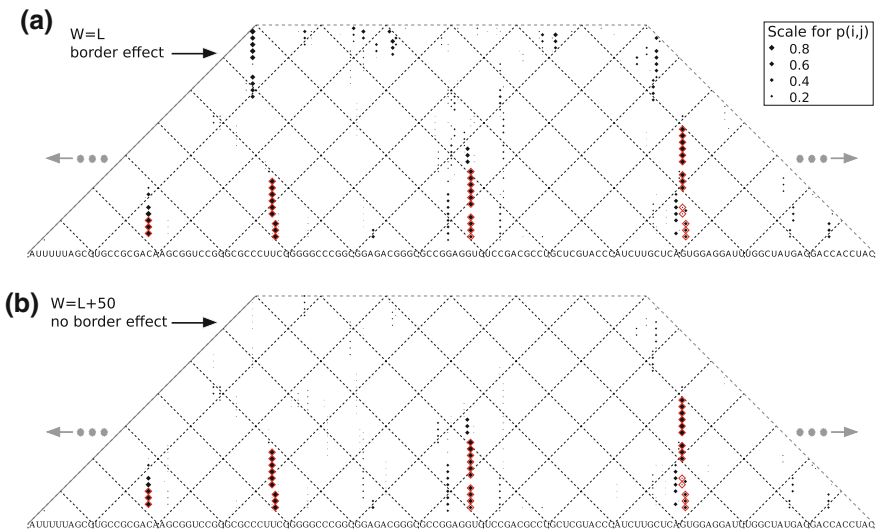 (a)
W=L
border effect
Scale for p(i,j)
0.8
0.6
0.4
0.2
(b)
W=L+50
no border effect